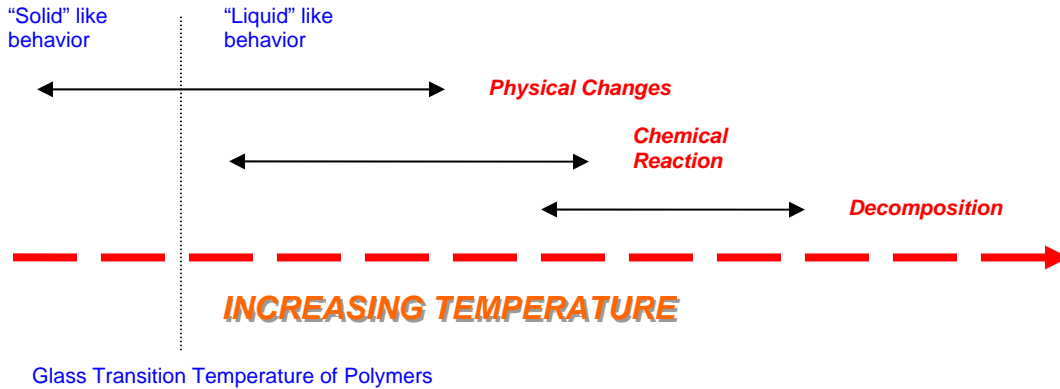 “Solid” like
behavior
“Liquid” like
behavior
Physical Changes
Chemical
Reaction
Decomposition
INCREASING TEMPERATURE
Glass Transition Temperature of Polymers